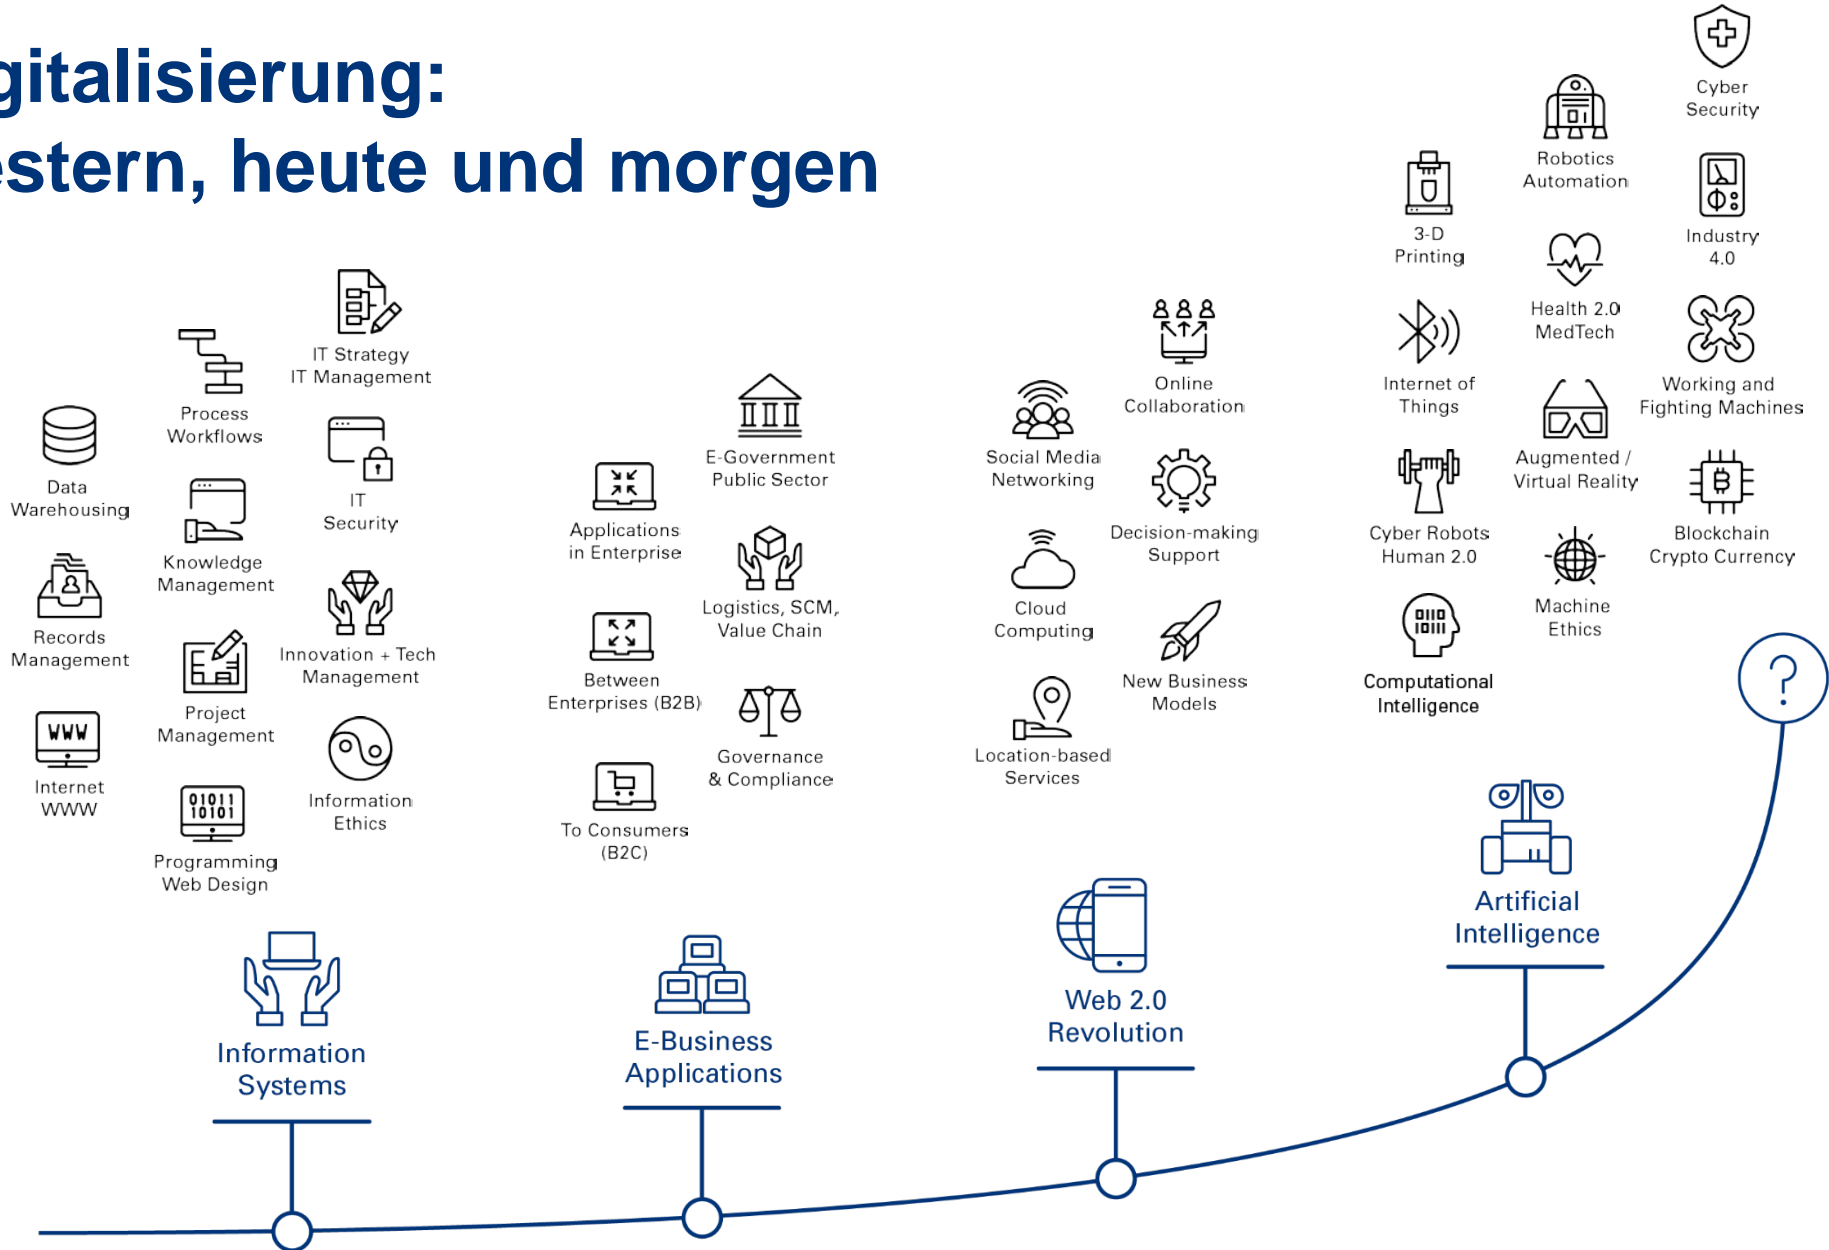 gitalisierung:
estern, heute und morgen
Data
Warehousing
Records
Management
Internet
WWW
WWW
Process
Workflows
Knowledge
Management
Project
Management
01011
10101
Programming
Web Design
IT Strategy
IT Management
IT
Security
Innovation + Tech
Management
Information
Ethics
Information
Systems
Applications
in Enterprise
Between
Enterprises (B2B)
To Consumers
(B2C)
E-Government
Public Sector
Logistics, SCM,
Value Chain
Governance
& Compliance
E-Business
Applications
Social Media
Networking
Cloud
Computing
Location-based
Services
Online
Collaboration
Decision-making
Support
New Business
Models
Web 2.0
Revolution
3-D
Printing
Internet of
Things
Cyber Robots
Human 2.0
0110
10111
Computational
Intelligence
Robotics
Automation
Health 2.0
MedTech
Augmented /
Virtual Reality
Machine
Ethics
Cyber
Security
Industry
4.0
Working and
Fighting Machines
B
Blockchain
Crypto Currency
Artificial
Intelligence
?